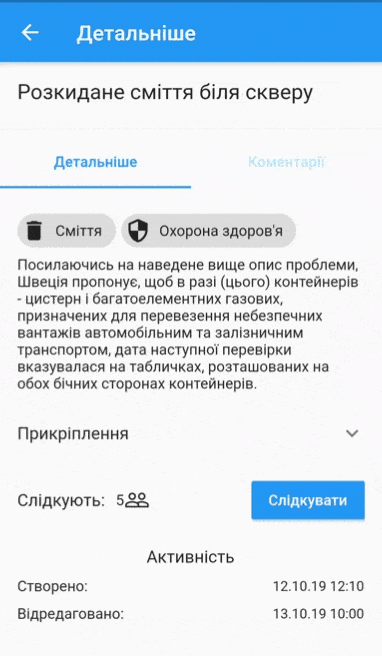 Детальніше
Розкидане сміття біля скверу
Детальніше Коментарії
Сміття Охорона здоров'я
Посилаючись на наведене вище опис проблеми,
Швеція пропонує, щоб в разі (цього) контейнерів
- цистерн і багатоелементних газових,
призначених для перевезення небезпечних
вантажів автомобільним та залізничним
транспортом, дата наступної перевірки
вказувалася на табличках, розташованих на
обох бічних сторонах контейнерів.
Прикріплення
Слідкують: 5 Слідкувати
Активність
Створено: 12.10.19 12:10
Відредаговано: 13.10.19 10:00